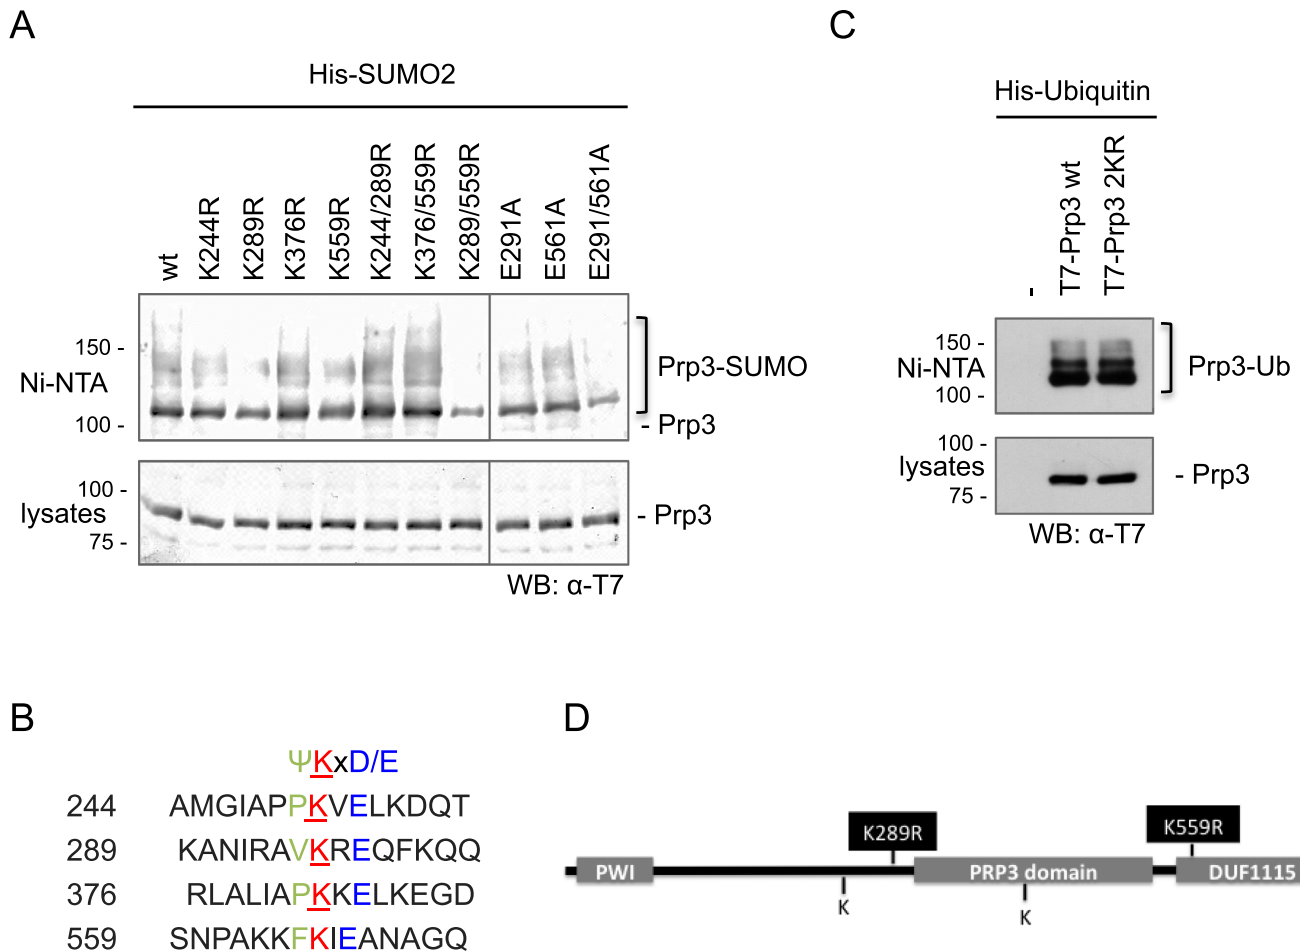 A
His-SUMO2
wt
K244R
K289R
K376R
K559R
K244/289R
K376/559R
K289/559R
E291A
E561A
E291/561A
150 -
Ni-NTA
100 -
Prp3-SUMO
- Prp3
100 -
lysates
75 -
- Prp3
WB: α-T7
C
His-Ubiquitin
-
T7-Prp3 wt
T7-Prp3 2KR
150 -
Ni-NTA
100 -
Prp3-Ub
100 -
lysates
75 -
- Prp3
WB: α-T7
B
ΨKxD/E
244 AMGIAPPKVELKDQT
289 KANIRAVKREQFKQQ
376 RLALIAPKKELKEGD
559 SNPAKKFKIEANAGQ
D
K289R
K559R
PWI
PRP3 domain
DUF1115
K
K